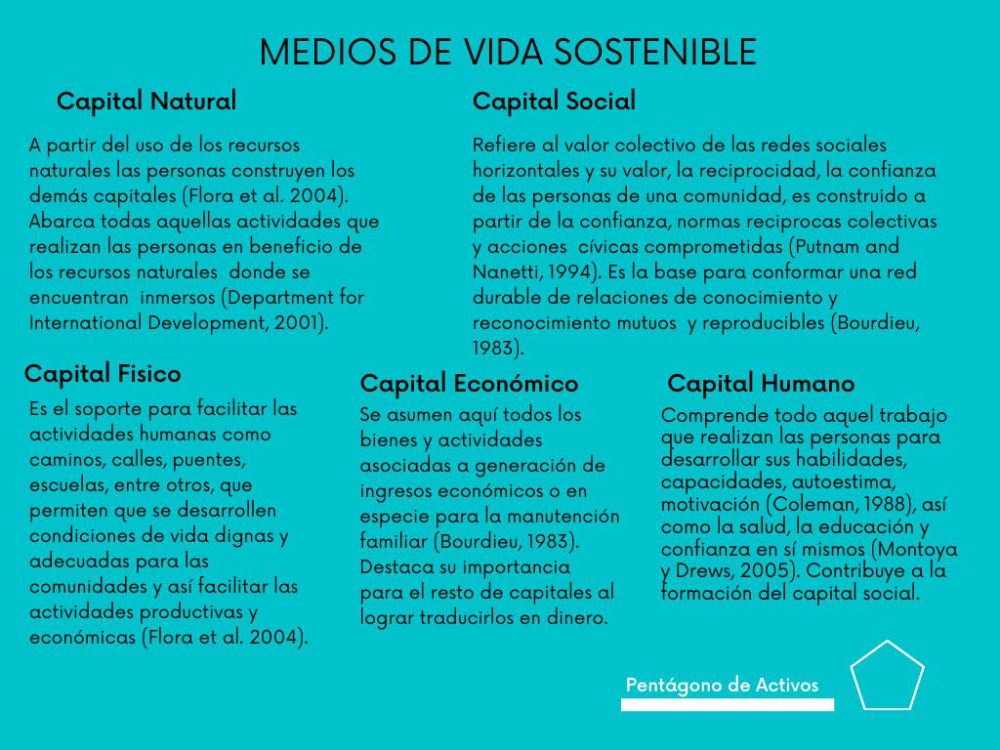 MEDIOS DE VIDA SOSTENIBLE
Capital Natural
A partir del uso de los recursos
naturales las personas construyen los
demás capitales (Flora et al. 2004).
Abarca todas aquellas actividades que
realizan las personas en beneficio de
los recursos naturales  donde se
encuentran  inmersos (Department for
International Development, 2001).
Capital Social
Refiere al valor colectivo de las redes sociales
horizontales y su valor, la reciprocidad, la confianza
de las personas de una comunidad, es construido a
partir de la confianza, normas reciprocas colectivas
y acciones  cívicas comprometidas (Putnam and
Nanetti, 1994). Es la base para conformar una red
durable de relaciones de conocimiento y
reconocimiento mutuos  y reproducibles (Bourdieu,
1983).
Capital Fisico
Es el soporte para facilitar las
actividades humanas como
caminos, calles, puentes,
escuelas, entre otros, que
permiten que se desarrollen
condiciones de vida dignas y
adecuadas para las
comunidades y así facilitar las
actividades productivas y
económicas (Flora et al. 2004).
Capital Económico
Se asumen aquí todos los
bienes y actividades
asociadas a generación de
ingresos económicos o en
especie para la manutención
familiar (Bourdieu, 1983).
Destaca su importancia
para el resto de capitales al
lograr traducirlos en dinero.
Capital Humano
Comprende todo aquel trabajo
que realizan las personas para
desarrollar sus habilidades,
capacidades, autoestima,
motivación (Coleman, 1988), así
como la salud, la educación y
confianza en sí mismos (Montoya
y Drews, 2005). Contribuye a la
formación del capital social.
Pentágono de Activos